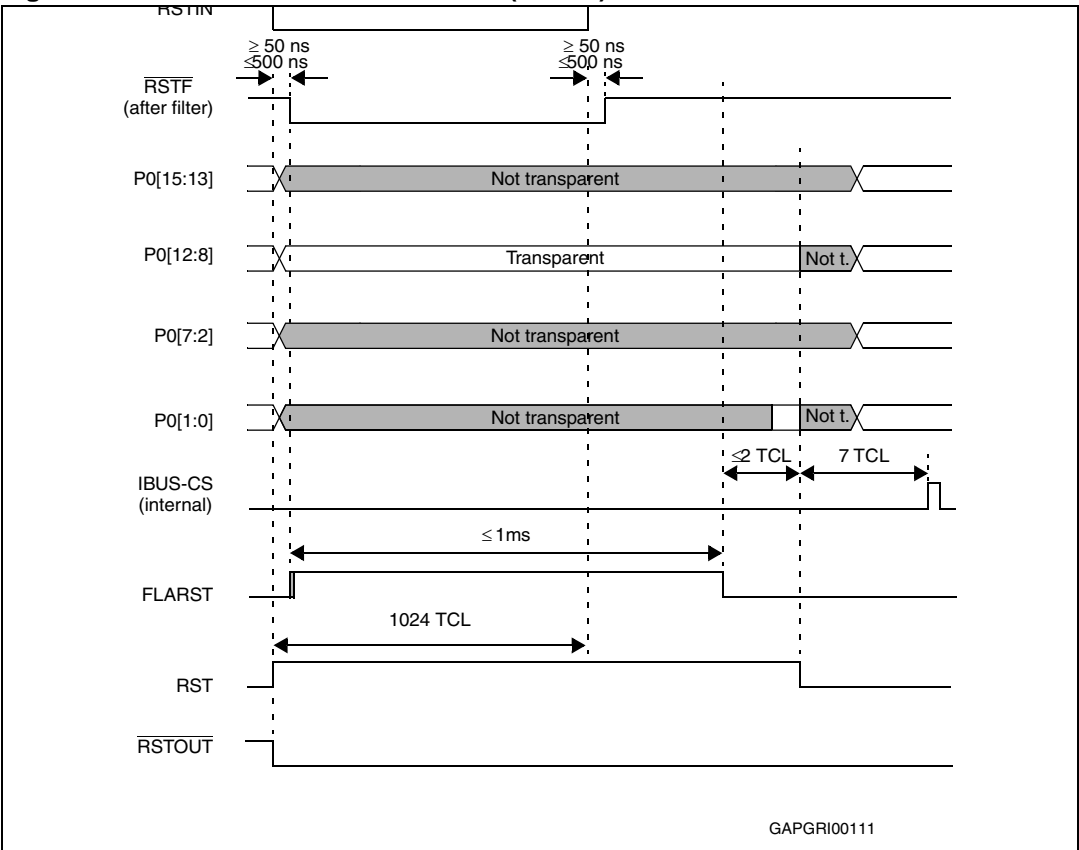 RSTIN
≥ 50 ns ≥ 50 ns
≤500 ns ≤500 ns
RSTF
(after filter)
P0[15:13] Not transparent
P0[12:8] Transparent Not t.
P0[7:2] Not transparent
P0[1:0] Not transparent Not t.
≤2 TCL 7 TCL
IBUS-CS
(internal)
≤ 1ms
FLARST
1024 TCL
RST
RSTOUT
GAPGRI00111